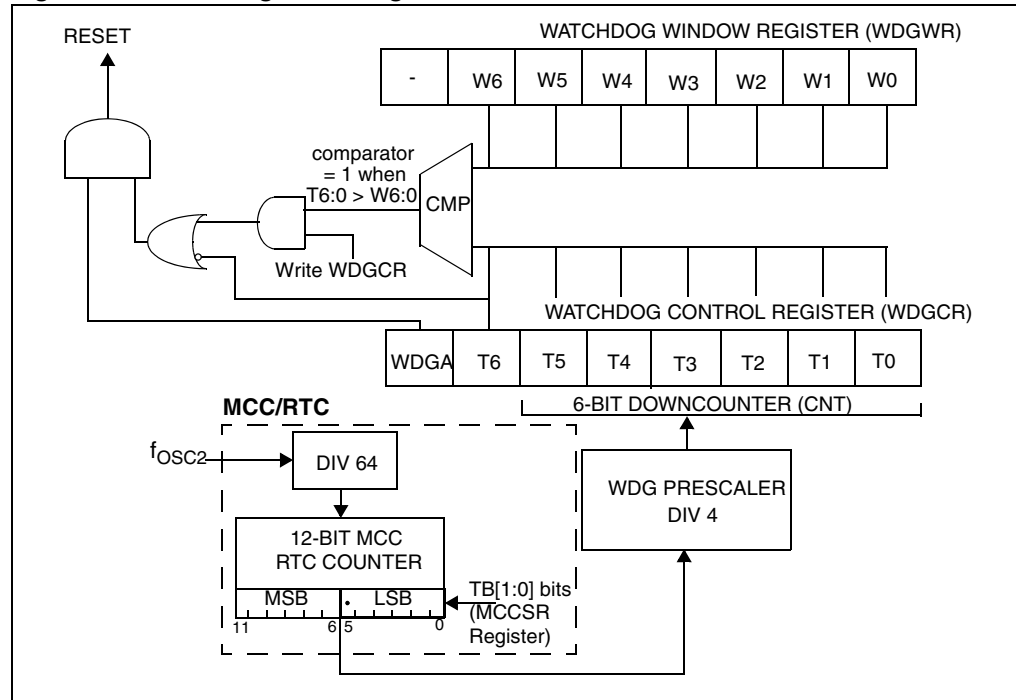 RESET
WATCHDOG WINDOW REGISTER (WDGWR)
- W6 W5 W4 W3 W2 W1 W0
comparator
= 1 when
T6:0 > W6:0
CMP
Write WDGCR
WATCHDOG CONTROL REGISTER (WDGCR)
WDGA T6 T5 T4 T3 T2 T1 T0
6-BIT DOWNCOUNTER (CNT)
MCC/RTC
fOSC2
DIV 64
WDG PRESCALER
DIV 4
12-BIT MCC
RTC COUNTER
MSB LSB
11 6 5 0
TB[1:0] bits
(MCCSR
Register)